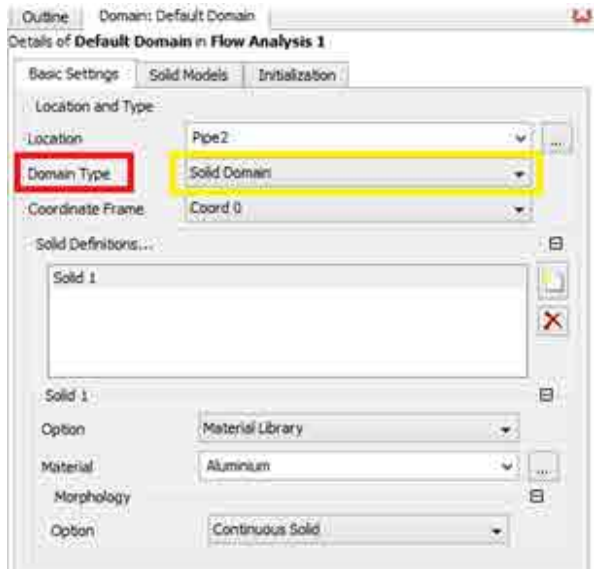 Outline Domain: Default Domain
Details of Default Domain in Flow Analysis 1
Basic Settings Solid Models Initialization
Location and Type
Location Pipe2 ...
Domain Type Solid Domain
Coordinate Frame Coord 0
Solid Definitions...
Solid 1
Solid 1
Option Material Library
Material Aluminium ...
Morphology
Option Continuous Solid